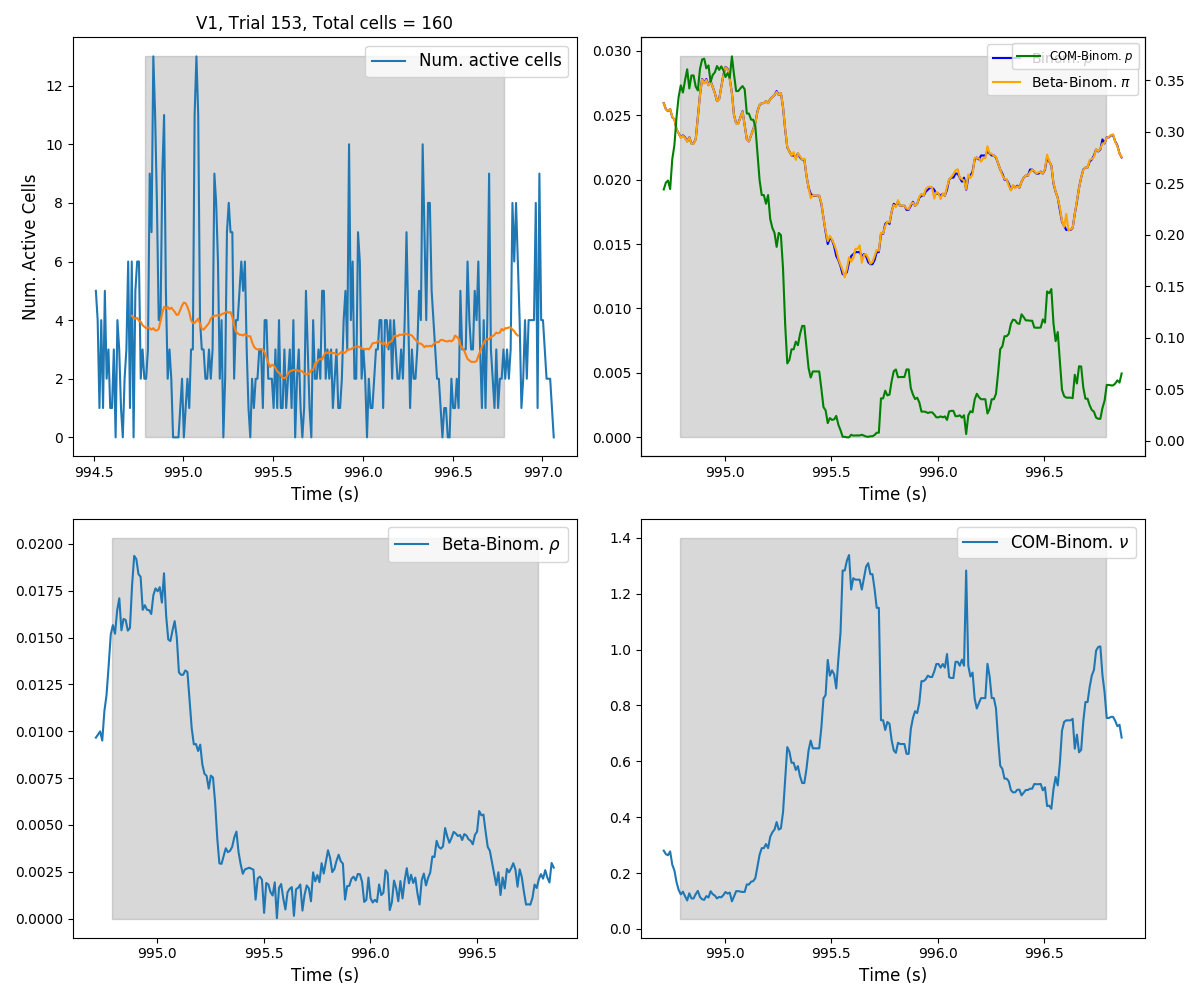 V1, Trial 153, Total cells = 160
Num. active cells
Num. Active Cells
12
10
8
6
4
2
0
994.5 995.0 995.5 996.0 996.5 997.0
Time (s)
COM-Binom. p
Beta-Binom. π
0.030
0.025
0.020
0.015
0.010
0.005
0.000
0.35
0.30
0.25
0.20
0.15
0.10
0.05
0.00
995.0 995.5 996.0 996.5
Time (s)
Beta-Binom. ρ
0.0200
0.0175
0.0150
0.0125
0.0100
0.0075
0.0050
0.0025
0.0000
995.0 995.5 996.0 996.5
Time (s)
COM-Binom. ν
1.4
1.2
1.0
0.8
0.6
0.4
0.2
0.0
995.0 995.5 996.0 996.5
Time (s)